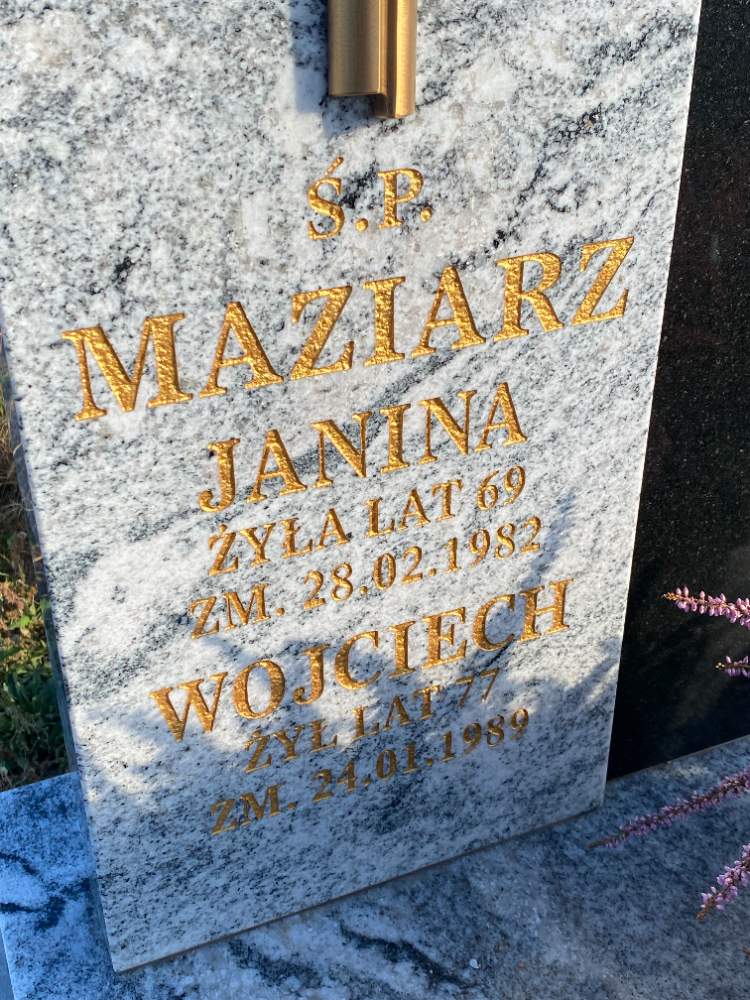 Ś.P.
MAZIARZ
JANINA
ŻYŁA LAT 69
ZM. 28.02.1982
WOJCIECH
ŻYŁ LAT 77
ZM. 24.01.1989